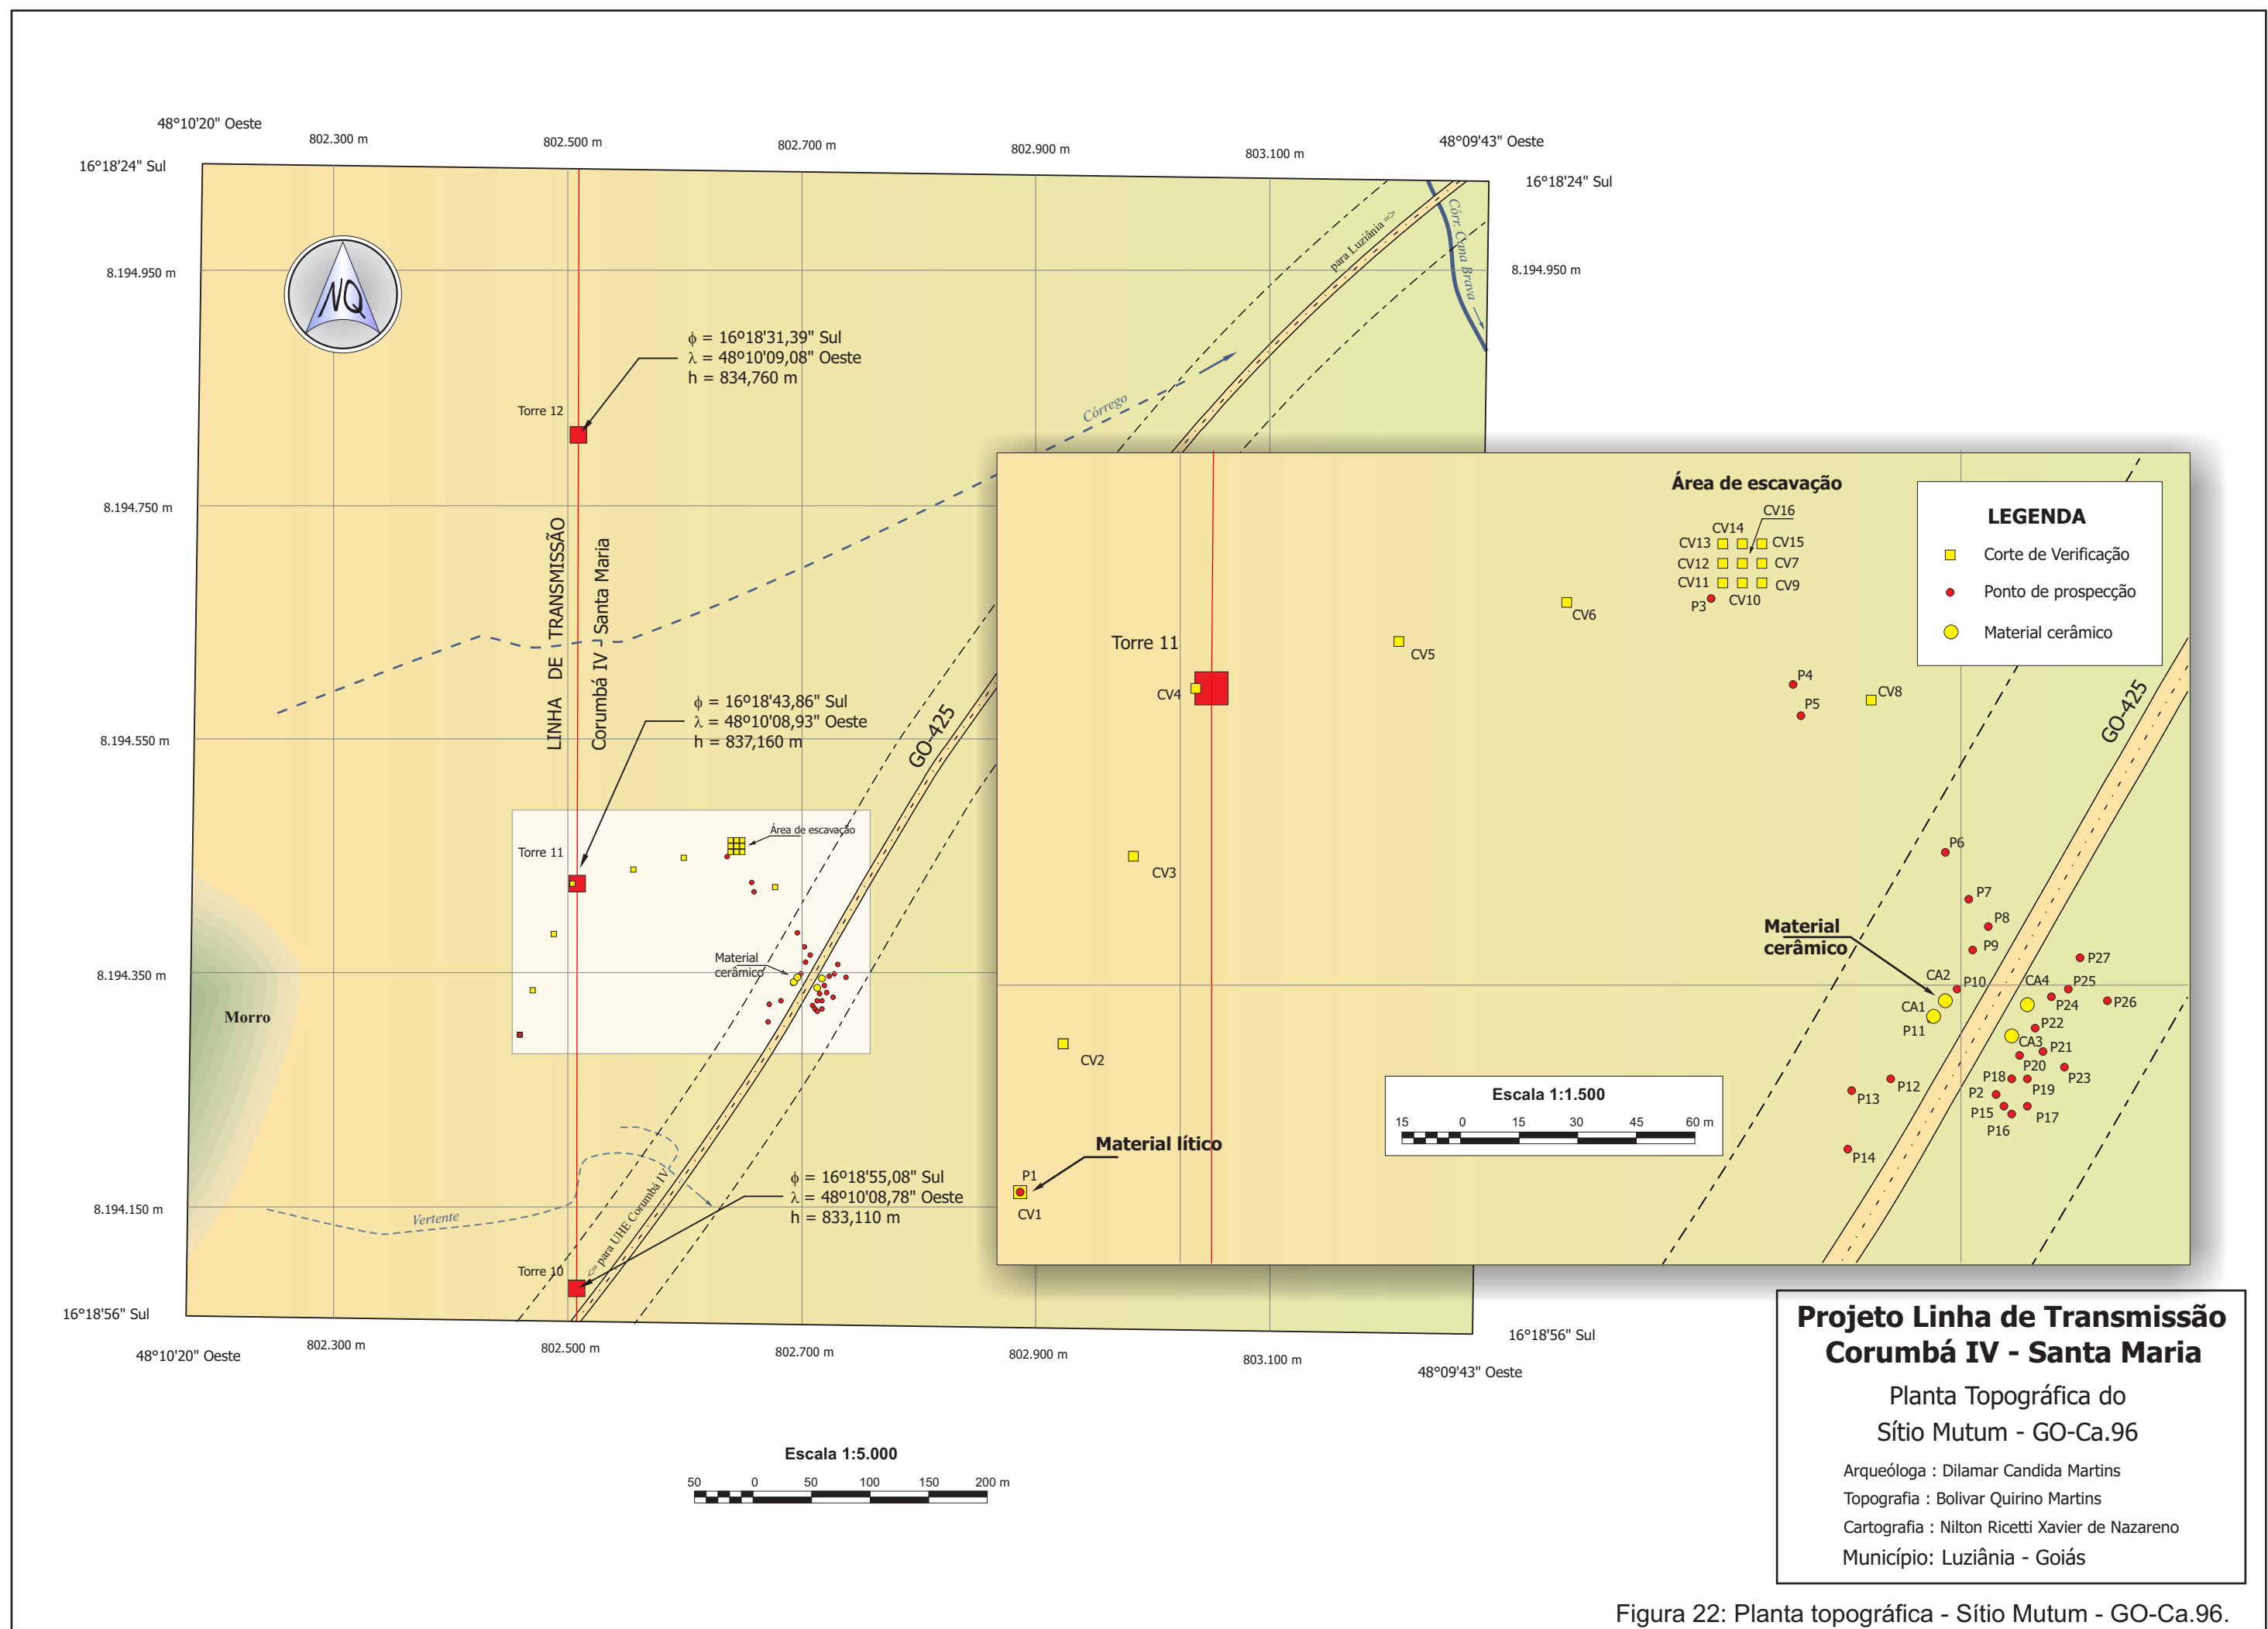 48°10'20" Oeste
802.300 m
802.500 m
802.700 m
802.900 m
803.100 m
48°09'43" Oeste
16°18'24" Sul
16°18'24" Sul
8.194.950 m
8.194.950 m
NQ
para Luziânia =>
Córr. Cana Brava
ϕ = 16º18'31,39" Sul
λ = 48º10'09,08" Oeste
h = 834,760 m
Torre 12
Córrego
8.194.750 m
LINHA DE TRANSMISSÃO
Corumbá IV - Santa Maria
8.194.550 m
ϕ = 16º18'43,86" Sul
λ = 48º10'08,93" Oeste
h = 837,160 m
GO-425
Área de escavação
Torre 11
Material
cerâmico
8.194.350 m
Morro
8.194.150 m
Vertente
<= para UHE Corumbá IV
ϕ = 16º18'55,08" Sul
λ = 48º10'08,78" Oeste
h = 833,110 m
Torre 10
16°18'56" Sul
16°18'56" Sul
48°10'20" Oeste
802.300 m
802.500 m
802.700 m
802.900 m
803.100 m
48°09'43" Oeste
Escala 1:5.000
50 0 50 100 150 200 m
Área de escavação
CV16
CV14
CV13
CV15
CV12
CV7
CV11
CV9
P3
CV10
CV6
Torre 11
CV5
CV4
P4
P5
CV8
CV3
P6
P7
P8
P9
Material
cerâmico
P27
CA2
P10
CA4
P25
CA1
P24
P26
P11
P22
CA3
P21
P20
P23
CV2
P12
P18
P19
P13
P2
P15
P17
P16
P14
Material lítico
P1
CV1
GO-425
Escala 1:1.500
15 0 15 30 45 60 m
LEGENDA
Corte de Verificação
Ponto de prospecção
Material cerâmico
Projeto Linha de Transmissão
Corumbá IV - Santa Maria
Planta Topográfica do
Sítio Mutum - GO-Ca.96
Arqueóloga : Dilamar Candida Martins
Topografia : Bolivar Quirino Martins
Cartografia : Nilton Ricetti Xavier de Nazareno
Município: Luziânia - Goiás
Figura 22: Planta topográfica - Sítio Mutum - GO-Ca.96.